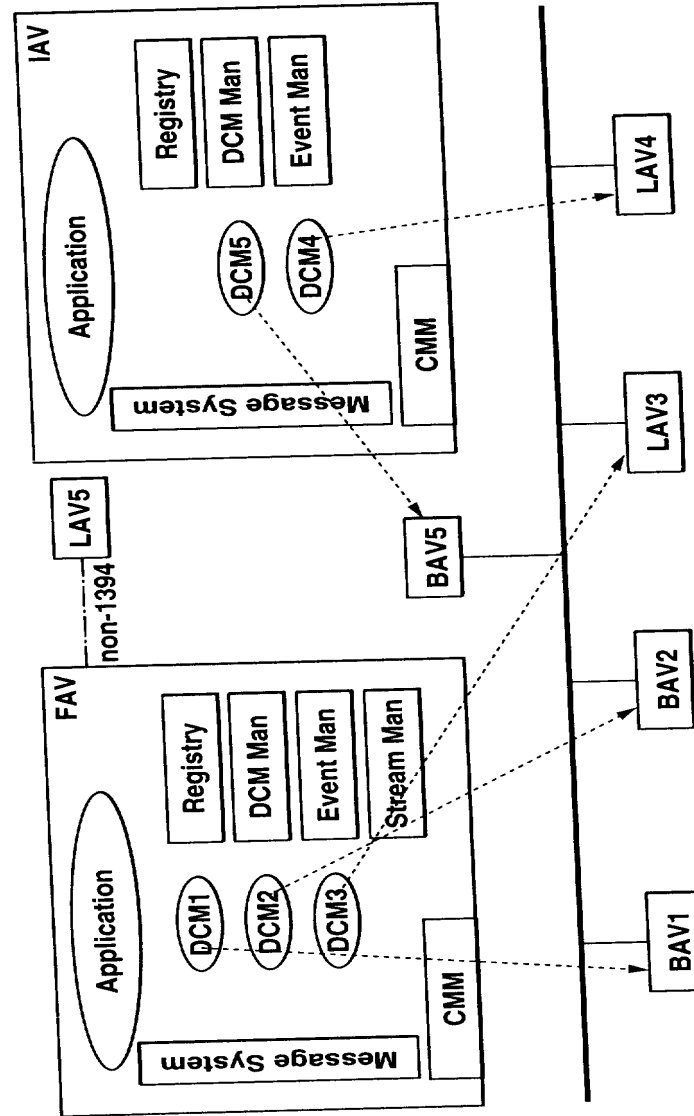 FAV
Application
DCM1
DCM2
DCM3
Registry
DCM Man
Event Man
Stream Man
Message System
CMM
non-1394
LAV5
IAV
Application
DCM5
DCM4
Registry
DCM Man
Event Man
Message System
CMM
BAV5
BAV1
BAV2
LAV3
LAV4